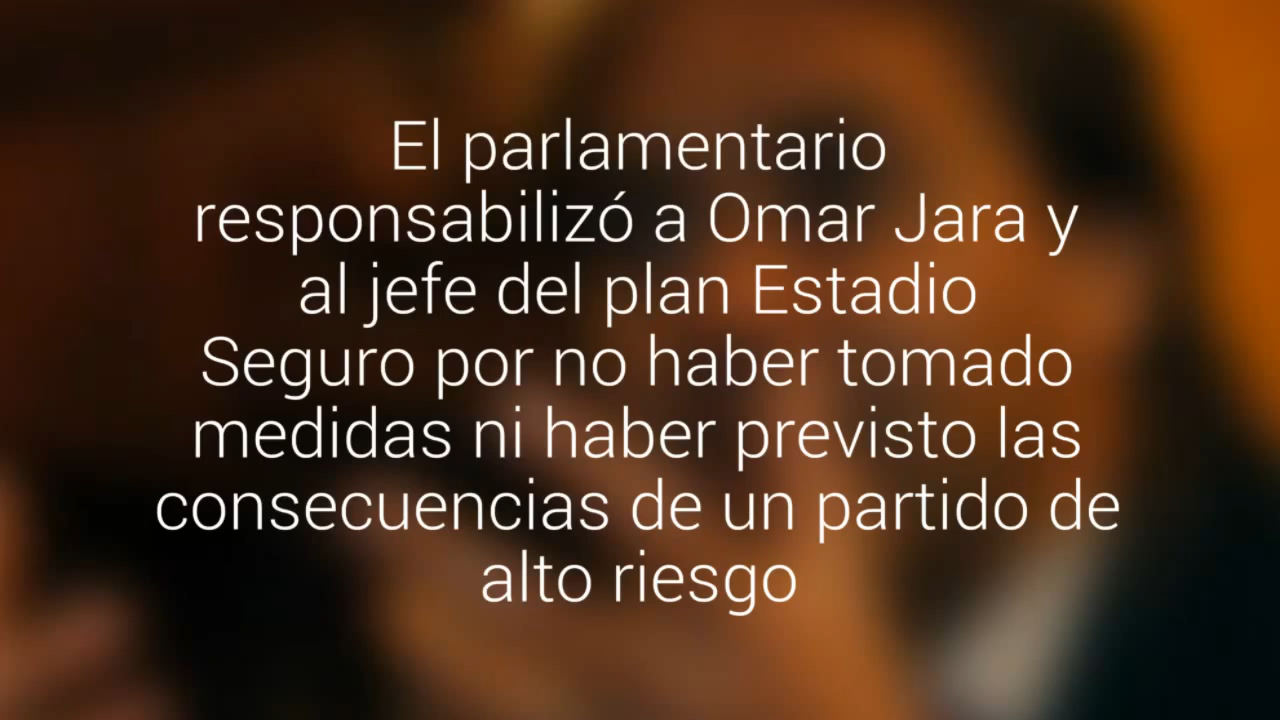 El parlamentario
responsabilizó a Omar Jara y
al jefe del plan Estadio
Seguro por no haber tomado
medidas ni haber previsto las
consecuencias de un partido de
alto riesgo